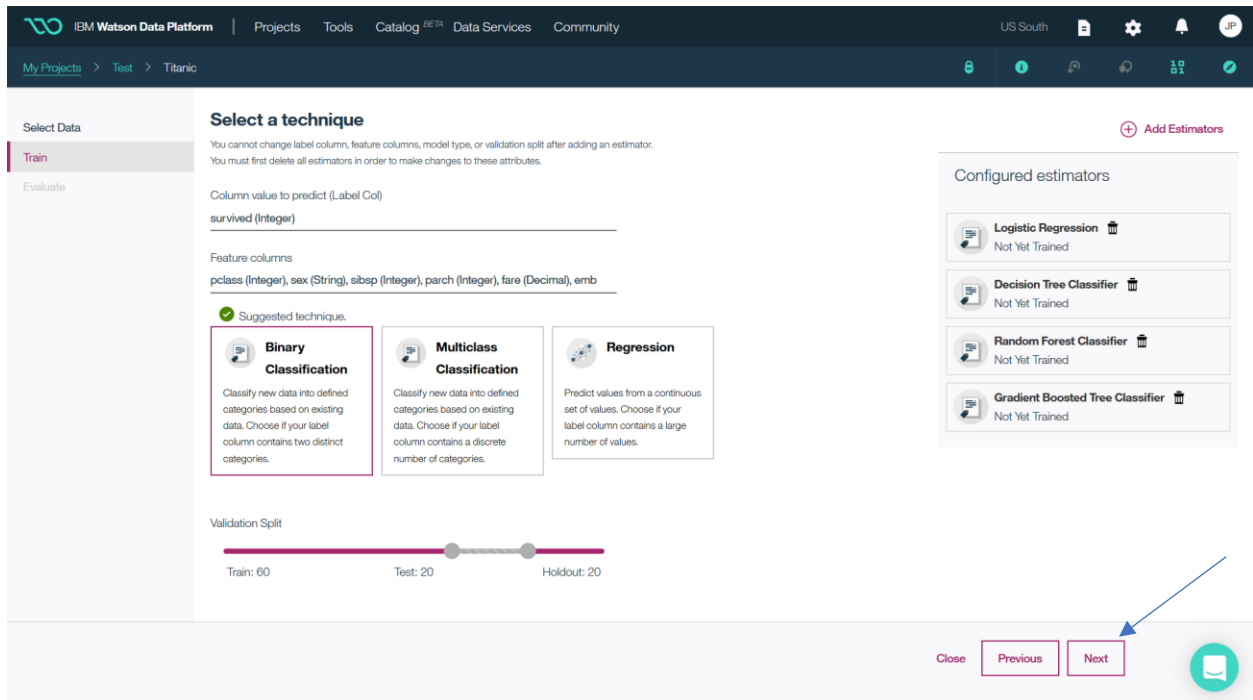 IBM Watson Data Platform | Projects Tools Catalog BETA Data Services Community US South JP
My Projects > Test > Titanic
Select Data
Train
Evaluate
Select a technique
You cannot change label column, feature columns, model type, or validation split after adding an estimator.
You must first delete all estimators in order to make changes to these attributes.
Column value to predict (Label Col)
survived (Integer)
Feature columns
pclass (Integer), sex (String), sibsp (Integer), parch (Integer), fare (Decimal), emb
Suggested technique.
Binary
Classification
Classify new data into defined
categories based on existing
data. Choose if your label
column contains two distinct
categories.
Multiclass
Classification
Classify new data into defined
categories based on existing
data. Choose if your label
column contains a discrete
number of categories.
Regression
Predict values from a continuous
set of values. Choose if your
label column contains a large
number of values.
Validation Split
Train: 60 Test: 20 Holdout: 20
Add Estimators
Configured estimators
Logistic Regression
Not Yet Trained
Decision Tree Classifier
Not Yet Trained
Random Forest Classifier
Not Yet Trained
Gradient Boosted Tree Classifier
Not Yet Trained
Close Previous Next